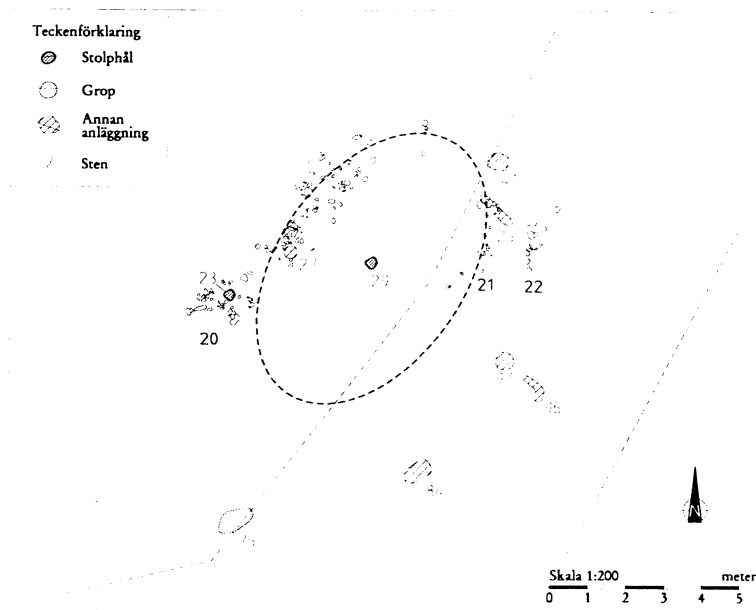 Teckenförklaring
Stolphål
Grop
Annan
anläggning
Sten
23
29
20
21
22
N
Skala 1:200
meter
0 1 2 3 4 5